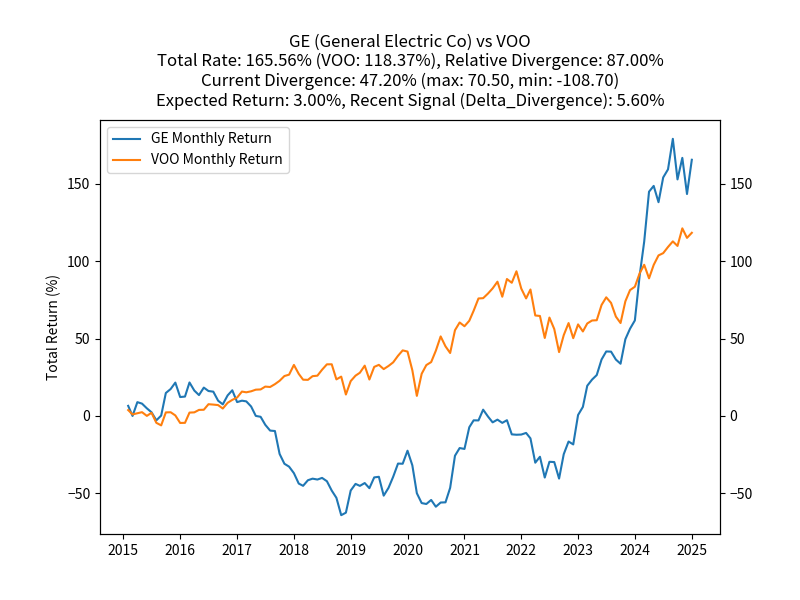 GE (General Electric Co) vs VOO
Total Rate: 165.56% (VOO: 118.37%), Relative Divergence: 87.00%
Current Divergence: 47.20% (max: 70.50, min: -108.70)
Expected Return: 3.00%, Recent Signal (Delta_Divergence): 5.60%
GE Monthly Return
VOO Monthly Return
Total Return (%)
150
100
50
0
−50
150
100
50
0
−50
2015 2016 2017 2018 2019 2020 2021 2022 2023 2024 2025